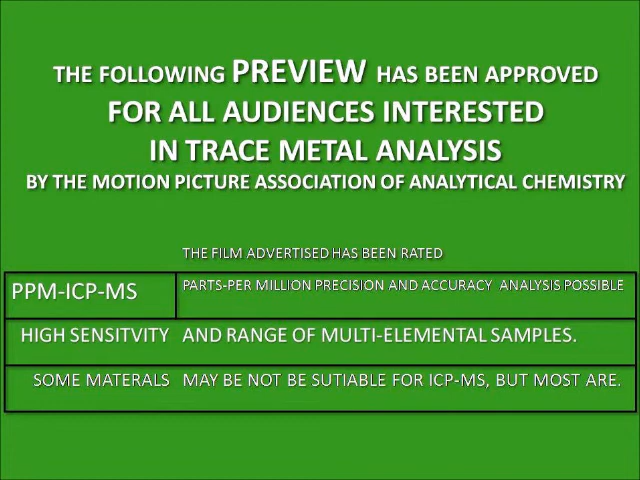 THE FOLLOWING PREVIEW HAS BEEN APPROVED
FOR ALL AUDIENCES INTERESTED
IN TRACE METAL ANALYSIS
BY THE MOTION PICTURE ASSOCIATION OF ANALYTICAL CHEMISTRY
THE FILM ADVERTISED HAS BEEN RATED
PPM-ICP-MS PARTS-PER MILLION PRECISION AND ACCURACY ANALYSIS POSSIBLE
HIGH SENSITVITY AND RANGE OF MULTI-ELEMENTAL SAMPLES.
SOME MATERALS MAY BE NOT BE SUTIABLE FOR ICP-MS, BUT MOST ARE.